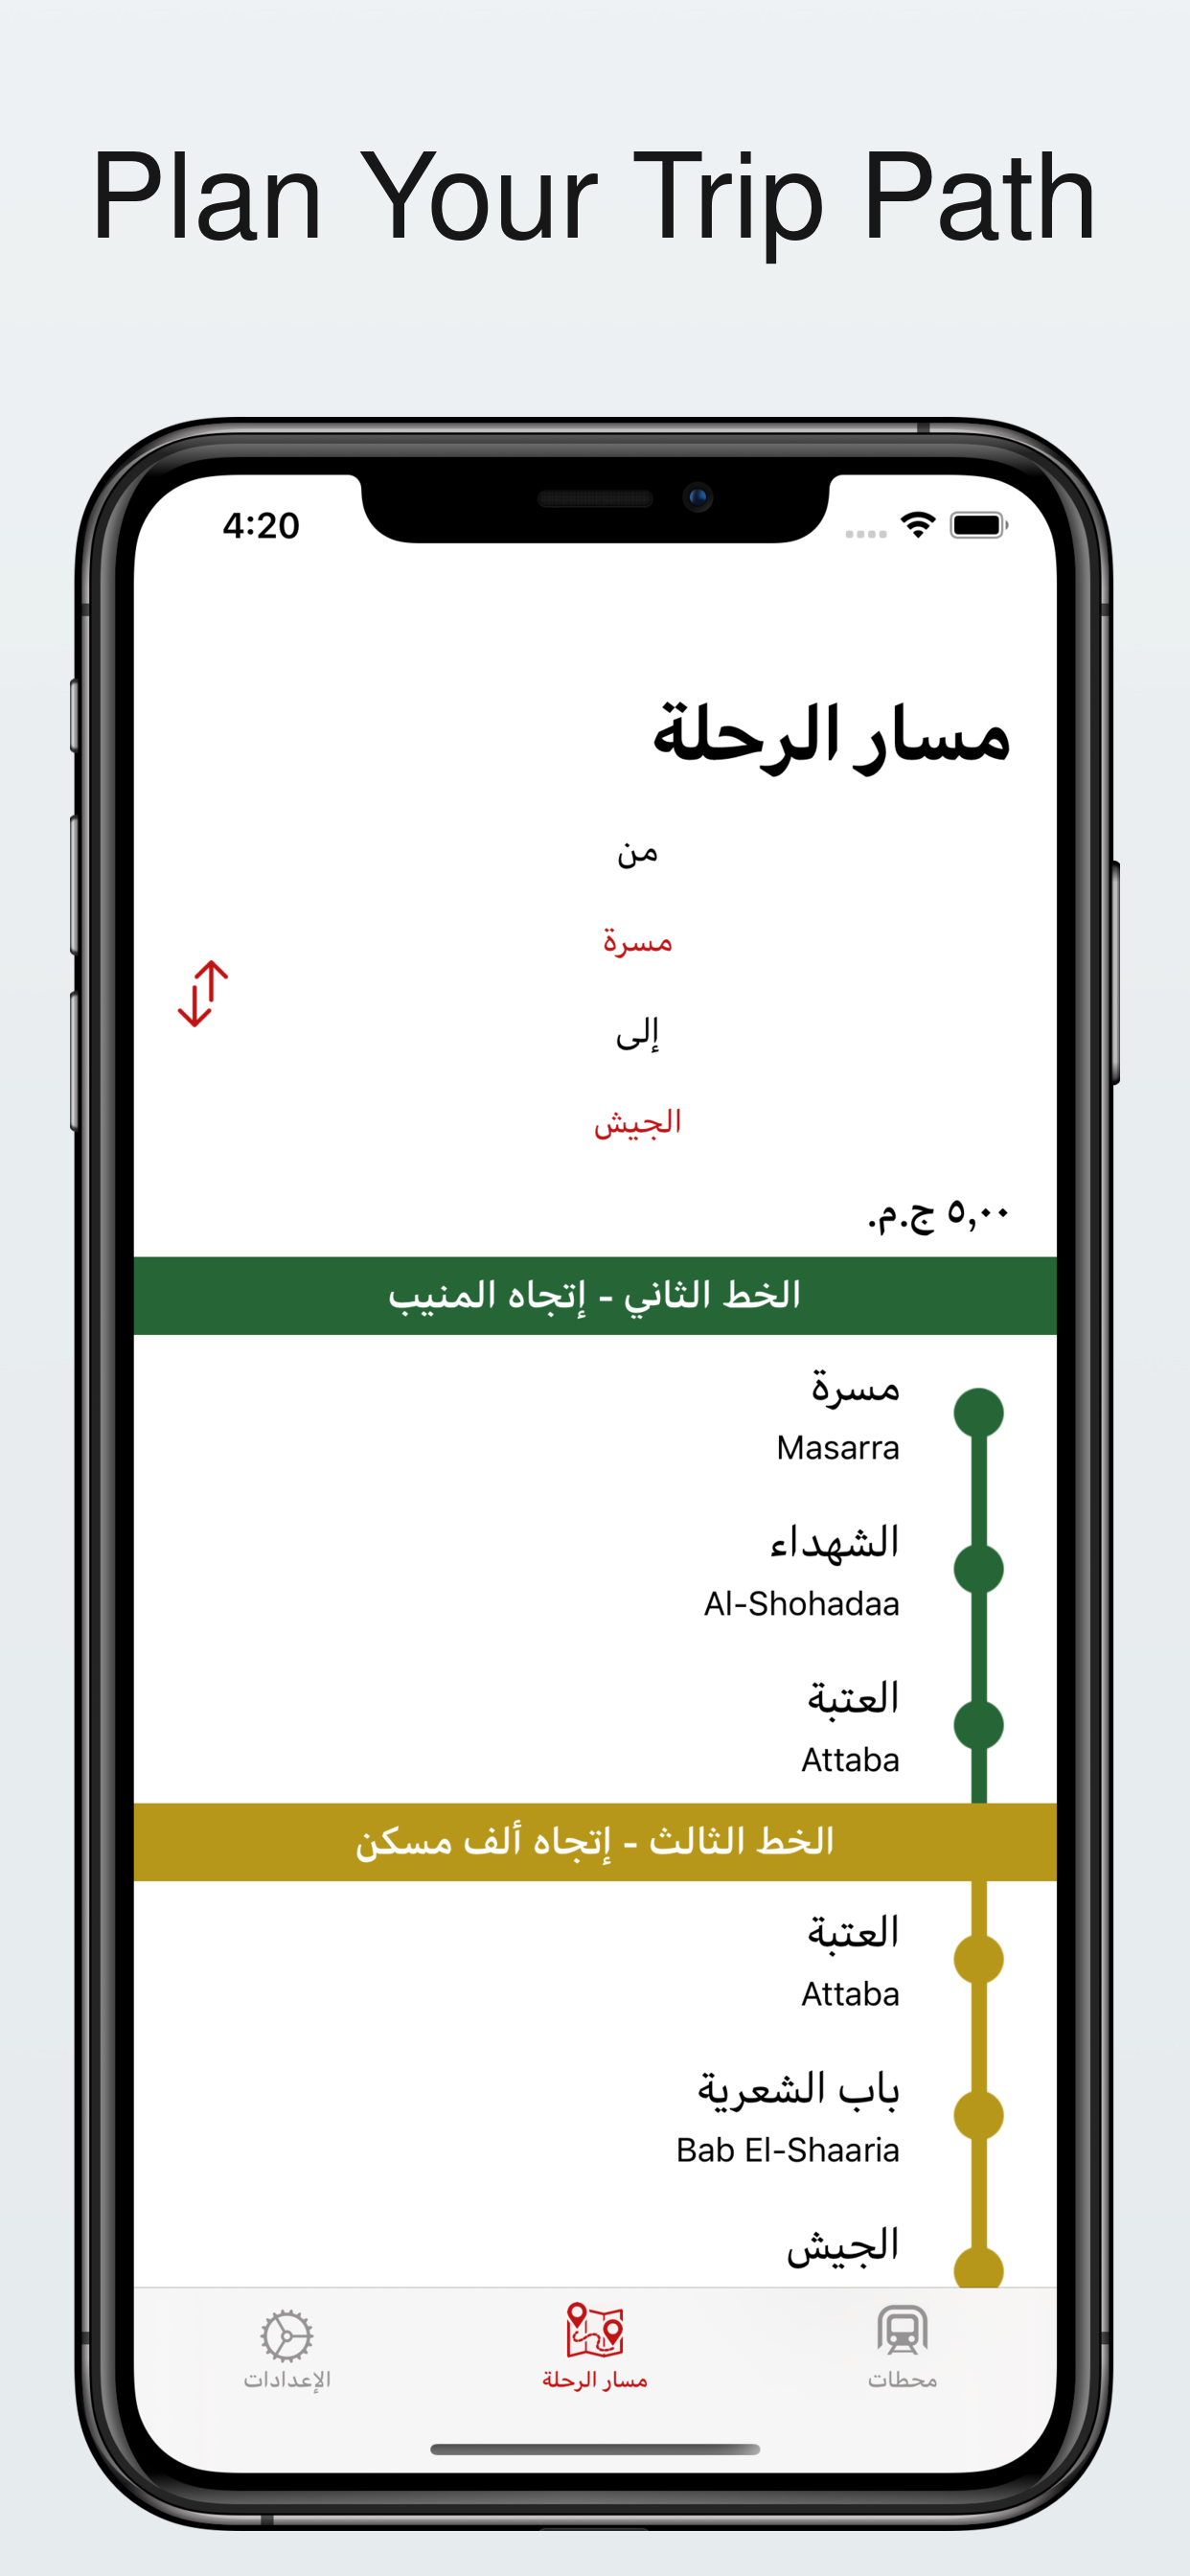 Plan Your Trip Path
4:20
مسار الرحلة
من
مسرة
إلى
الجيش
٥,٠٠ ج.م.
الخط الثاني - إتجاه المنيب
مسرة
Masarra
الشهداء
Al-Shohadaa
العتبة
Attaba
الخط الثالث - إتجاه ألف مسكن
العتبة
Attaba
باب الشعرية
Bab El-Shaaria
الجيش
محطات
مسار الرحلة
الإعدادات